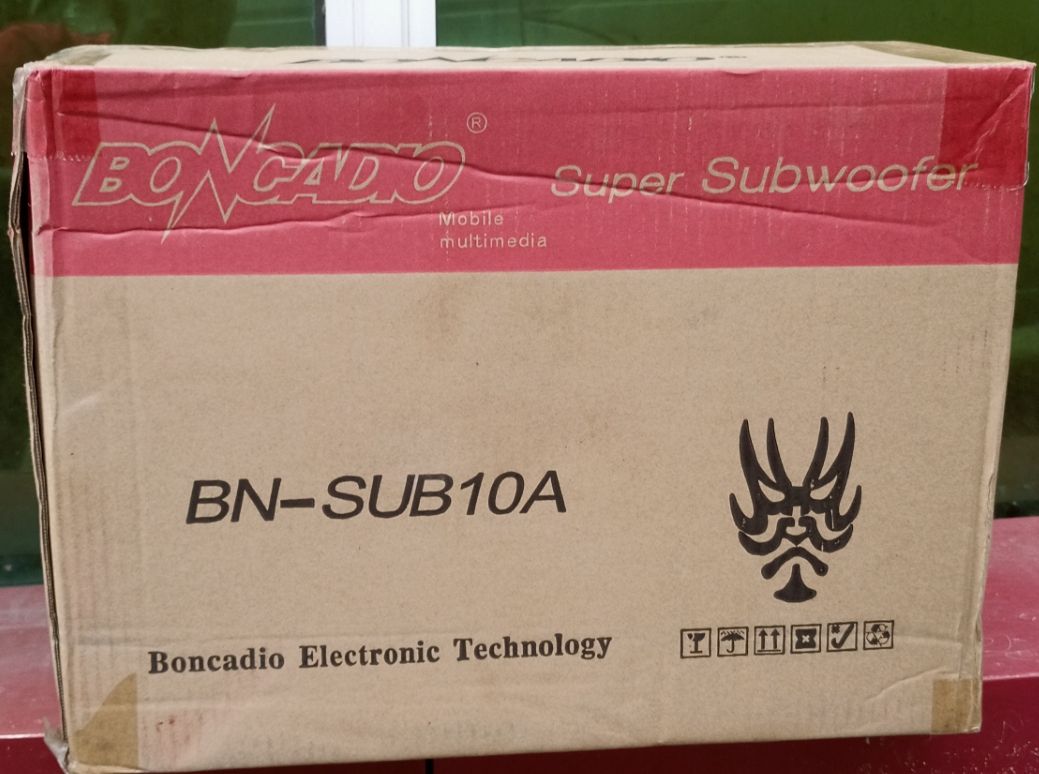 BONCADIO®
Super Subwoofer
Mobile
multimedia
BN-SUB10A
Boncadio Electronic Technology